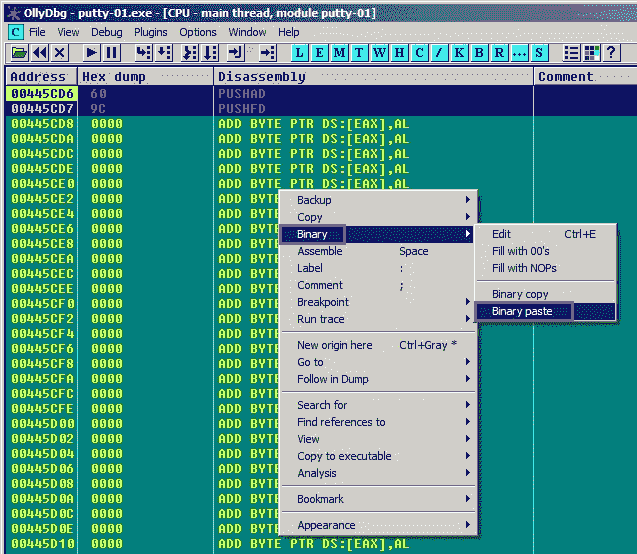 OllyDbg - putty-01.exe - [CPU - main thread, module putty-01]
C File View Debug Plugins Options Window Help
L E M T W H C / K B R ... S ?
Address Hex dump Disassembly Comment
00445CD6 60 PUSHAD
00445CD7 9C PUSHFD
00445CD8 0000 ADD BYTE PTR DS:[EAX],AL
00445CDA 0000 ADD BYTE PTR DS:[EAX],AL
00445CDC 0000 ADD BYTE PTR DS:[EAX],AL
00445CDE 0000 ADD BYTE PTR DS:[EAX],AL
00445CE0 0000 ADD BYTE PTR DS:[EAX],AL
00445CE2 0000 ADD BYTE
00445CE4 0000 ADD BYTE
00445CE6 0000 ADD BYTE
00445CE8 0000 ADD BYTE
00445CEA 0000 ADD BYTE
00445CEC 0000 ADD BYTE
00445CEE 0000 ADD BYTE
00445CF0 0000 ADD BYTE
00445CF2 0000 ADD BYTE
00445CF4 0000 ADD BYTE
00445CF6 0000 ADD BYTE
00445CF8 0000 ADD BYTE
00445CFA 0000 ADD BYTE
00445CFC 0000 ADD BYTE
00445CFE 0000 ADD BYTE
00445D00 0000 ADD BYTE
00445D02 0000 ADD BYTE
00445D04 0000 ADD BYTE
00445D06 0000 ADD BYTE
00445D08 0000 ADD BYTE
00445D0A 0000 ADD BYTE
00445D0C 0000 ADD BYTE
00445D0E 0000 ADD BYTE
00445D10 0000 ADD BYTE PTR DS:[EAX],AL
Backup
Copy
Binary
Assemble Space
Label :
Comment ;
Breakpoint
Run trace
New origin here Ctrl+Gray *
Go to
Follow in Dump
Search for
Find references to
View
Copy to executable
Analysis
Bookmark
Appearance
Edit Ctrl+E
Fill with 00's
Fill with NOPs
Binary copy
Binary paste